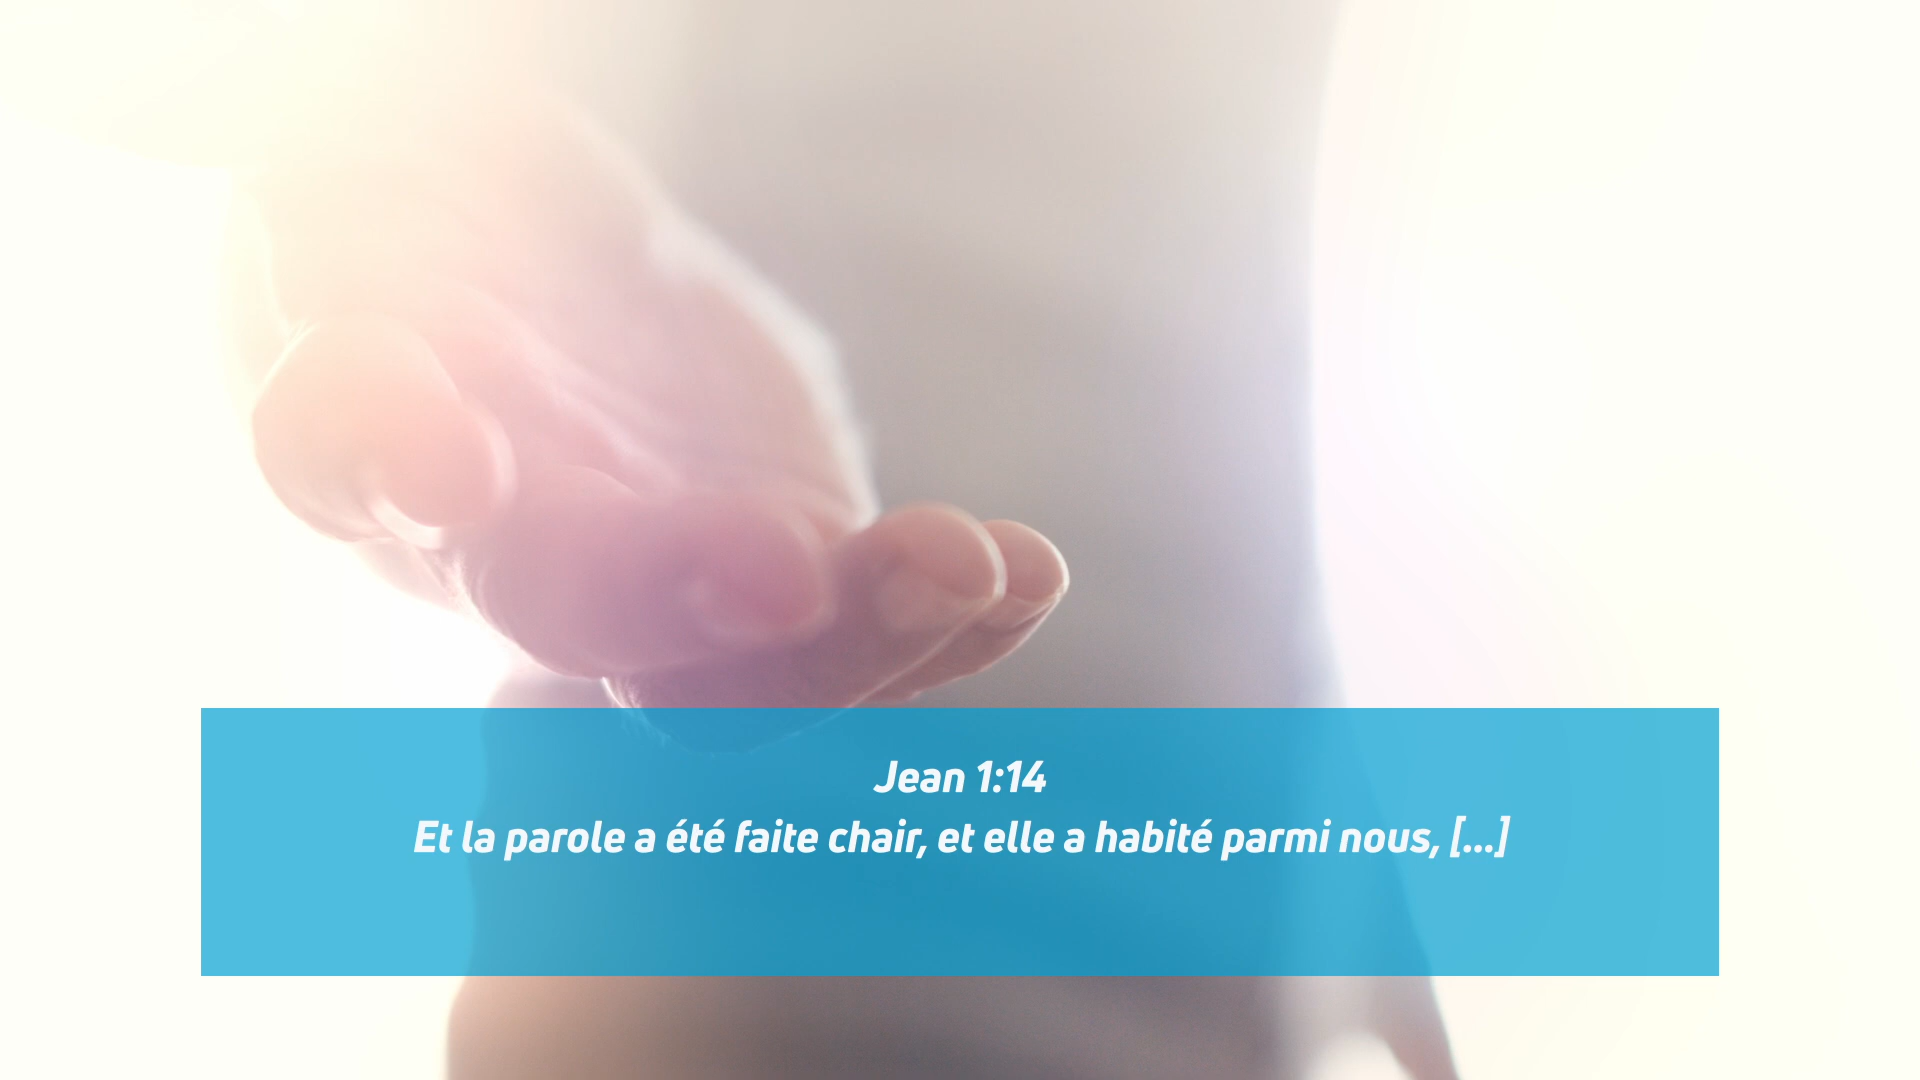 Jean 1:14
Et la parole a été faite chair, et elle a habité parmi nous, [...]